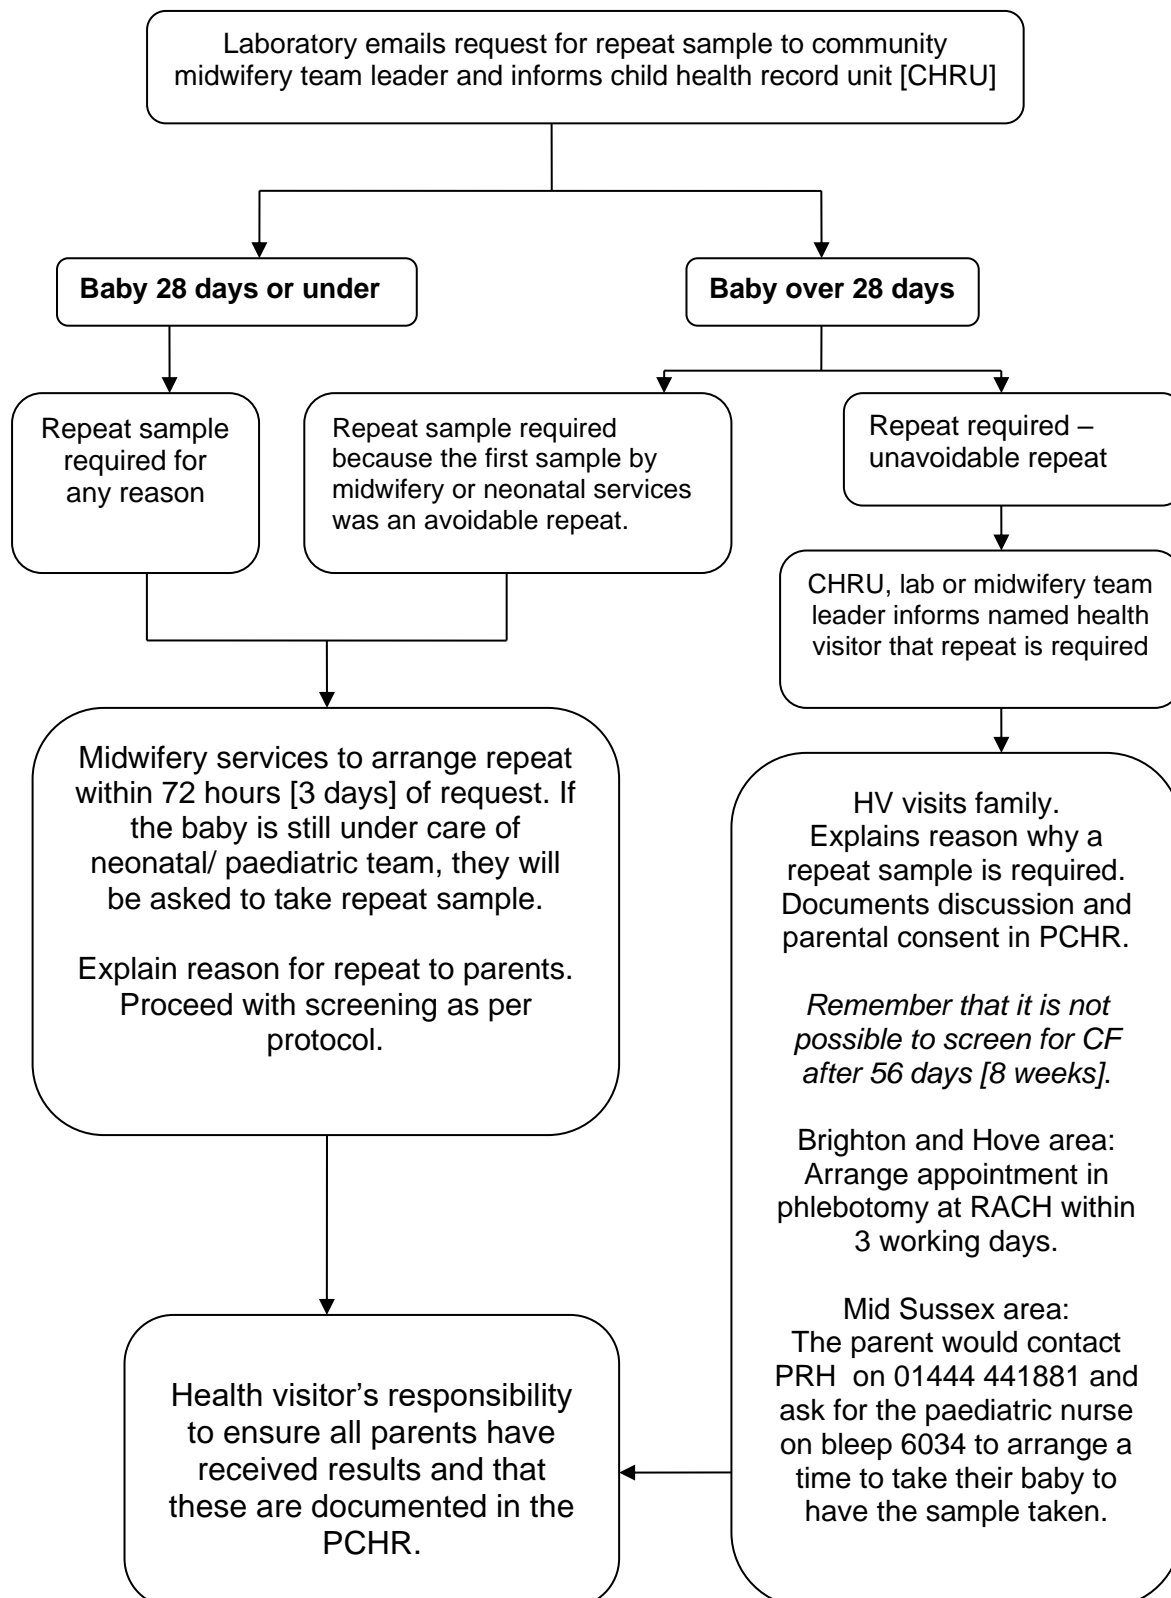 Laboratory emails request for repeat sample to community
midwifery team leader and informs child health record unit [CHRU]
Baby 28 days or under
Baby over 28 days
Repeat sample
required for
any reason
Repeat sample required
because the first sample by
midwifery or neonatal services
was an avoidable repeat.
Repeat required –
unavoidable repeat
CHRU, lab or midwifery team
leader informs named health
visitor that repeat is required
Midwifery services to arrange repeat
within 72 hours [3 days] of request. If
the baby is still under care of
neonatal/ paediatric team, they will
be asked to take repeat sample.
Explain reason for repeat to parents.
Proceed with screening as per
protocol.
HV visits family.
Explains reason why a
repeat sample is required.
Documents discussion and
parental consent in PCHR.
Remember that it is not
possible to screen for CF
after 56 days [8 weeks].
Brighton and Hove area:
Arrange appointment in
phlebotomy at RACH within
3 working days.
Mid Sussex area:
The parent would contact
PRH on 01444 441881 and
ask for the paediatric nurse
on bleep 6034 to arrange a
time to take their baby to
have the sample taken.
Health visitor’s responsibility
to ensure all parents have
received results and that
these are documented in the
PCHR.